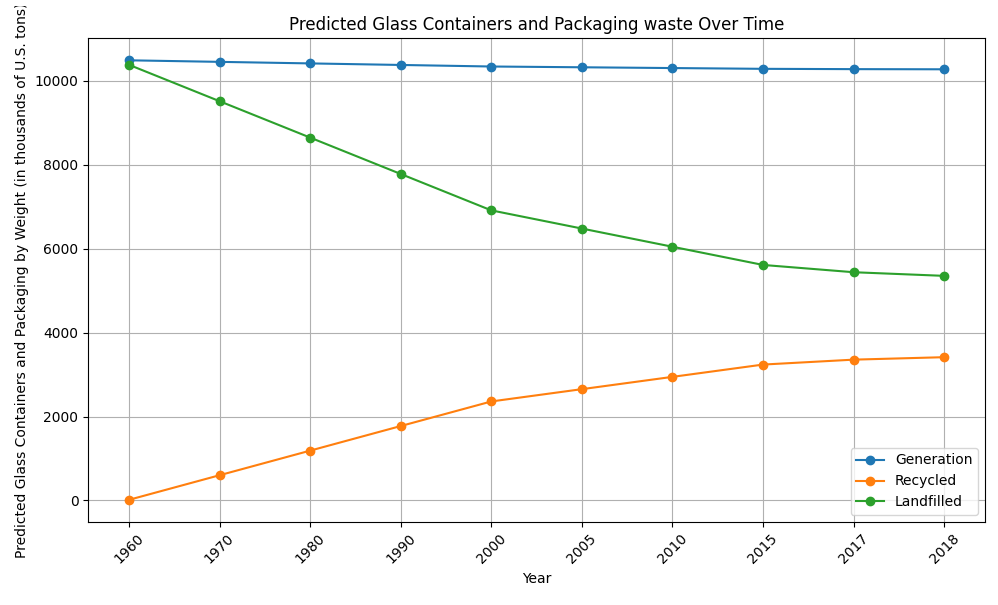 Predicted Glass Containers and Packaging waste Over Time
Predicted Glass Containers and Packaging by Weight (in thousands of U.S. tons)
10000
8000
6000
4000
2000
0
Generation
Recycled
Landfilled
1960
1970
1980
1990
2000
2005
2010
2015
2017
2018
Year